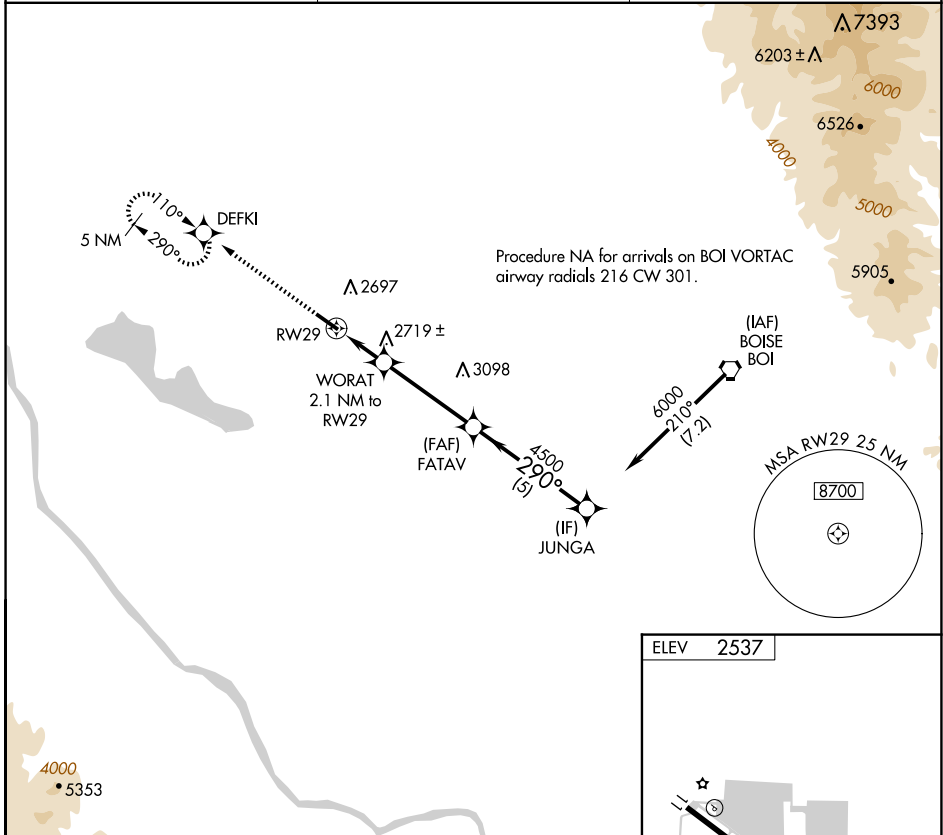 7393
6203 ±
6000
6526
4000
5000
5905
110°
DEFKI
5 NM
290°
Procedure NA for arrivals on BOI VORTAC
airway radials 216 CW 301.
2697
RW29
2719 ±
(IAF)
BOISE
BOI
WORAT
2.1 NM to
RW29
3098
6000
210°
(7.2)
(FAF)
FATAV
4500
290°
(5)
MSA RW29 25 NM
8700
(IF)
JUNGA
ELEV 2537
4000
5353
11